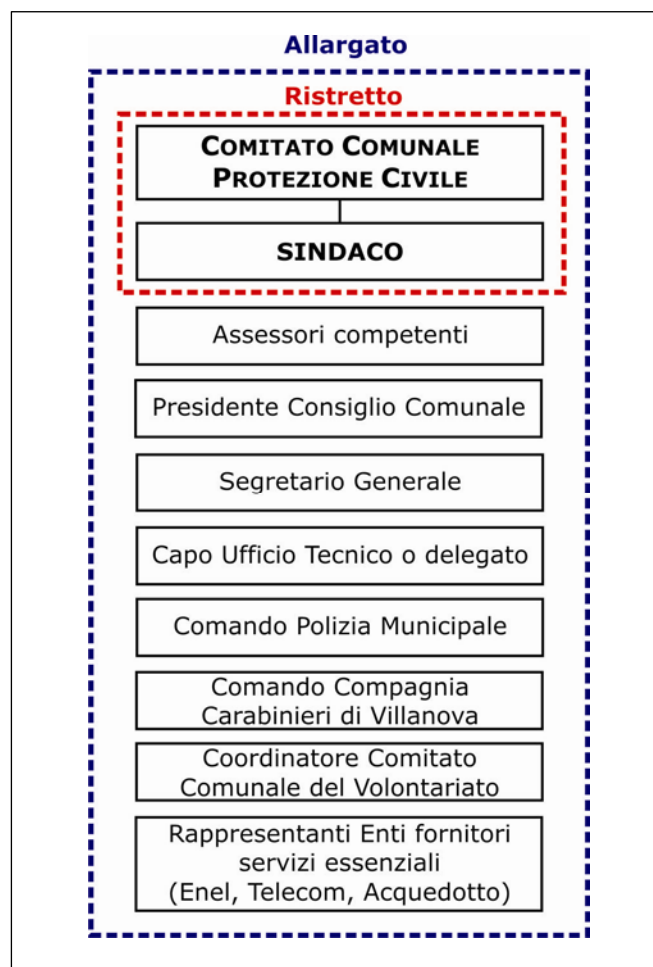 Allargato
Ristretto
COMITATO COMUNALE
PROTEZIONE CIVILE
SINDACO
Assessori competenti
Presidente Consiglio Comunale
Segretario Generale
Capo Ufficio Tecnico o delegato
Comando Polizia Municipale
Comando Compagnia
Carabinieri di Villanova
Coordinatore Comitato
Comunale del Volontariato
Rappresentanti Enti fornitori
servizi essenziali
(Enel, Telecom, Acquedotto)